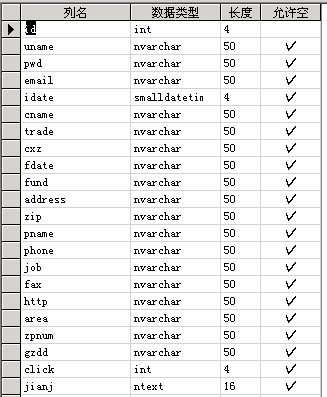 列名 数据类型 长度 允许空
id int 4
uname nvarchar 50
pwd nvarchar 50
email nvarchar 50
idate smalldatetin 4
cname nvarchar 50
trade nvarchar 50
cxz nvarchar 50
fdate nvarchar 50
fund nvarchar 50
address nvarchar 50
zip nvarchar 50
pname nvarchar 50
phone nvarchar 50
job nvarchar 50
fax nvarchar 50
http nvarchar 50
area nvarchar 50
zpnum nvarchar 50
gzdd nvarchar 50
click int 4
jianj ntext 16